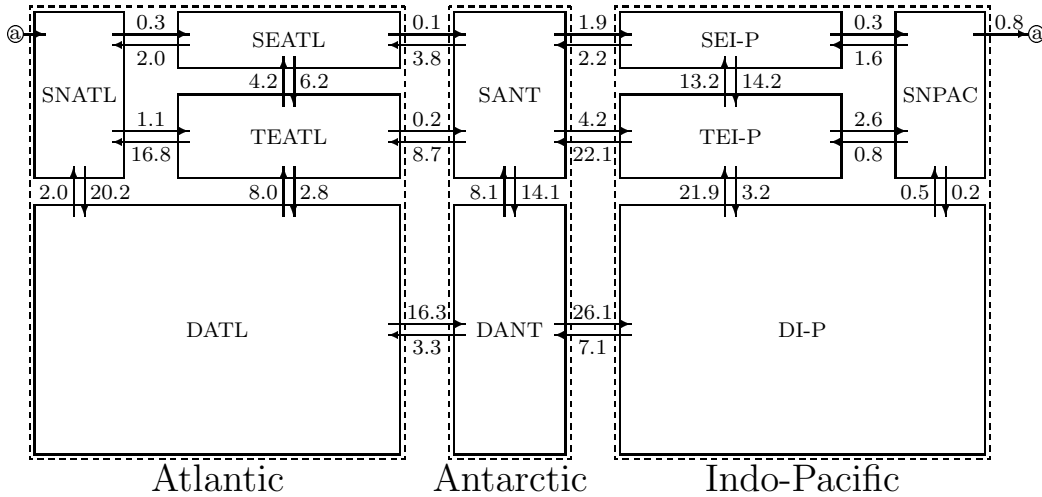 0.3 0.1 1.9 0.3 0.8
ⓐ SEATL SEI-P ⓐ
2.0 3.8 2.2 1.6
4.2 6.2 13.2 14.2
SNATL SANT SNPAC
1.1 0.2 4.2 2.6
TEATL TEI-P
16.8 8.7 22.1 0.8
2.0 20.2 8.0 2.8 8.1 14.1 21.9 3.2 0.5 0.2
16.3 26.1
DATL DANT DI-P
3.3 7.1
Atlantic Antarctic Indo-Pacific